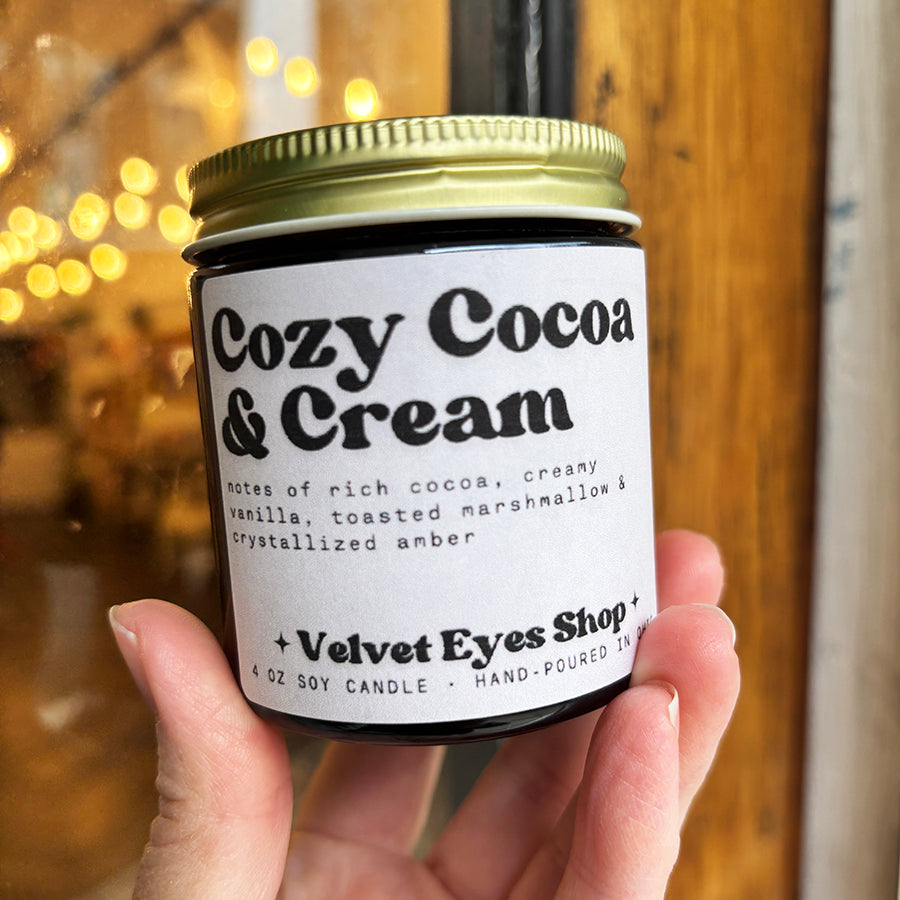 Cozy Cocoa
& Cream
notes of rich cocoa, creamy
vanilla, toasted marshmallow &
crystallized amber
✦ Velvet Eyes Shop ✦
4 OZ SOY CANDLE · HAND-POURED IN